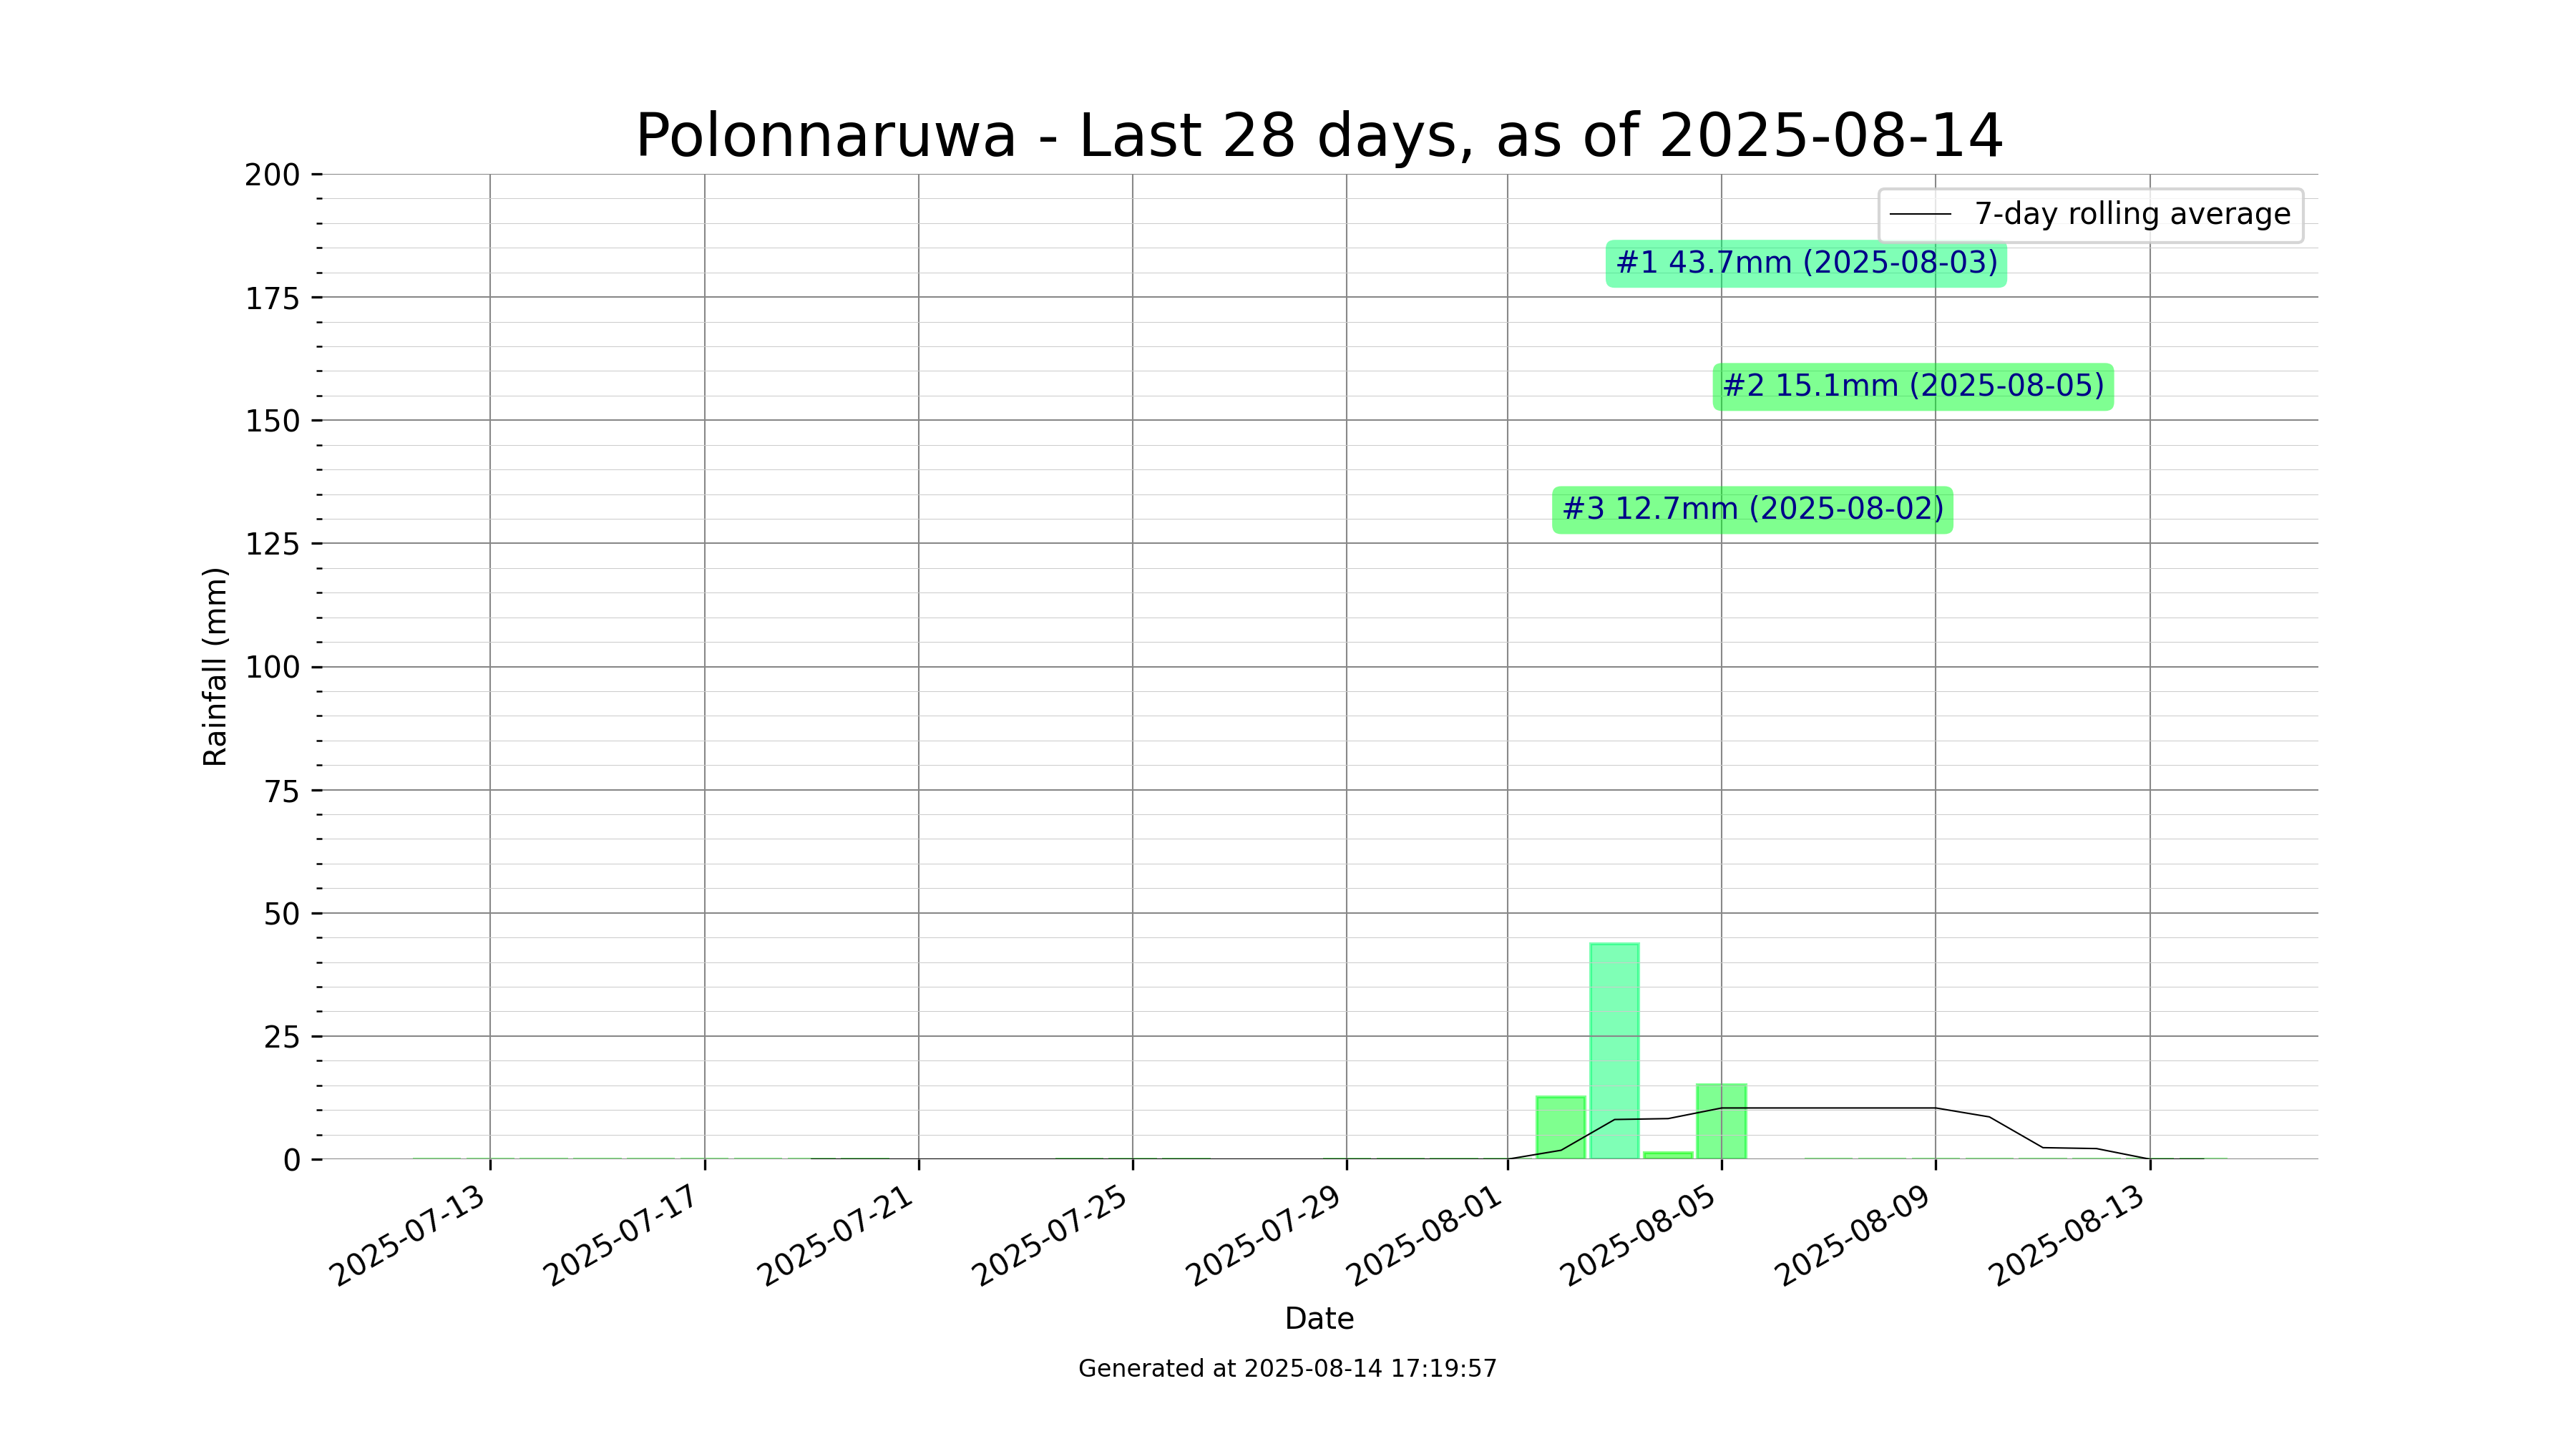 Polonnaruwa - Last 28 days, as of 2025-08-14
200
175
150
125
100
75
50
25
0
Rainfall (mm)
7-day rolling average
#1 43.7mm (2025-08-03)
#2 15.1mm (2025-08-05)
#3 12.7mm (2025-08-02)
2025-07-13
2025-07-17
2025-07-21
2025-07-25
2025-07-29
2025-08-01
2025-08-05
2025-08-09
2025-08-13
Date
Generated at 2025-08-14 17:19:57